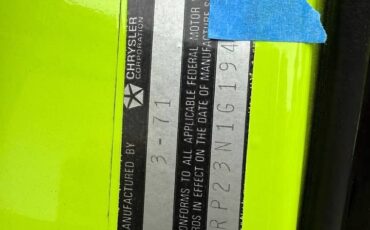 MANUFACTURED BY
CHRYSLER
CORPORATION
3-71
CONFORMS TO ALL APPLICABLE FEDERAL MOTOR
RDS IN EFFECT ON THE DATE OF MANUFACTURE
RP23N1G194